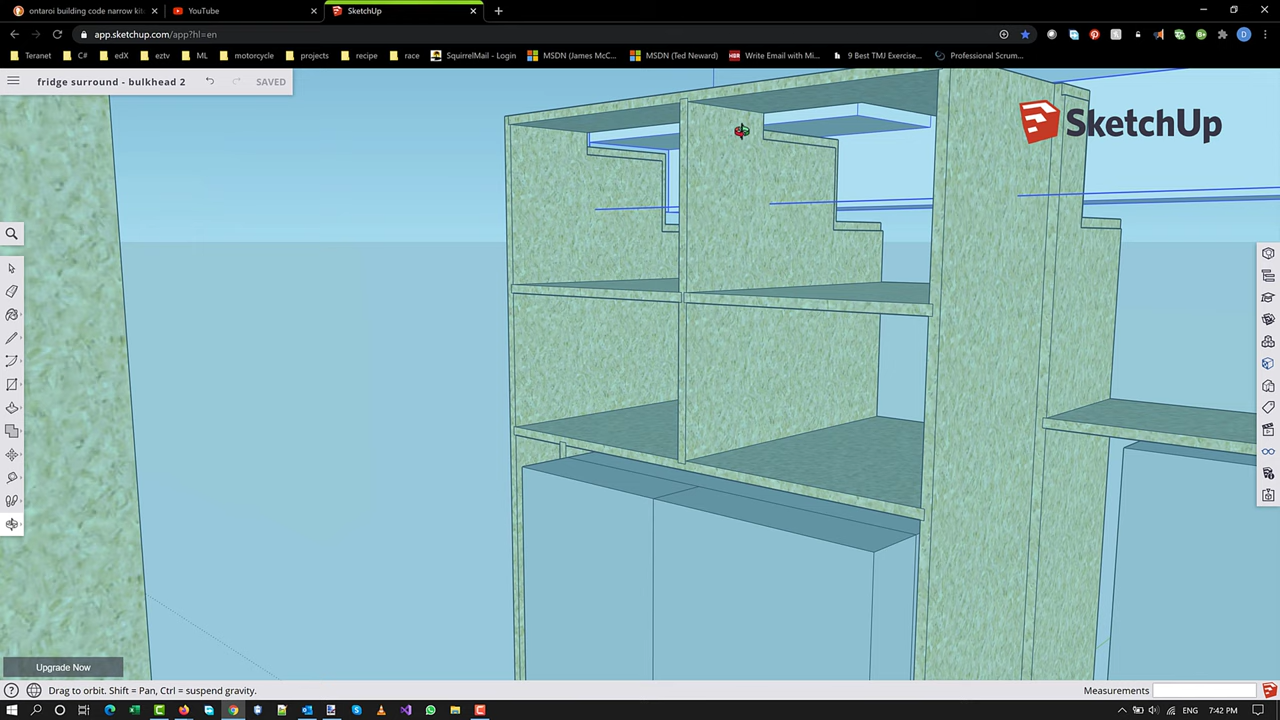 ontaroi building code narrow kit
YouTube
SketchUp
app.sketchup.com/app?hl=en
Teranet
C#
edX
eztv
ML
motorcycle
projects
recipe
race
SquirrelMail - Login
MSDN (James McC...
MSDN (Ted Neward)
Write Email with Mi...
9 Best TMJ Exercise...
Professional Scrum...
fridge surround - bulkhead 2
SAVED
SketchUp
Upgrade Now
Drag to orbit. Shift = Pan, Ctrl = suspend gravity.
Measurements
ENG
7:42 PM